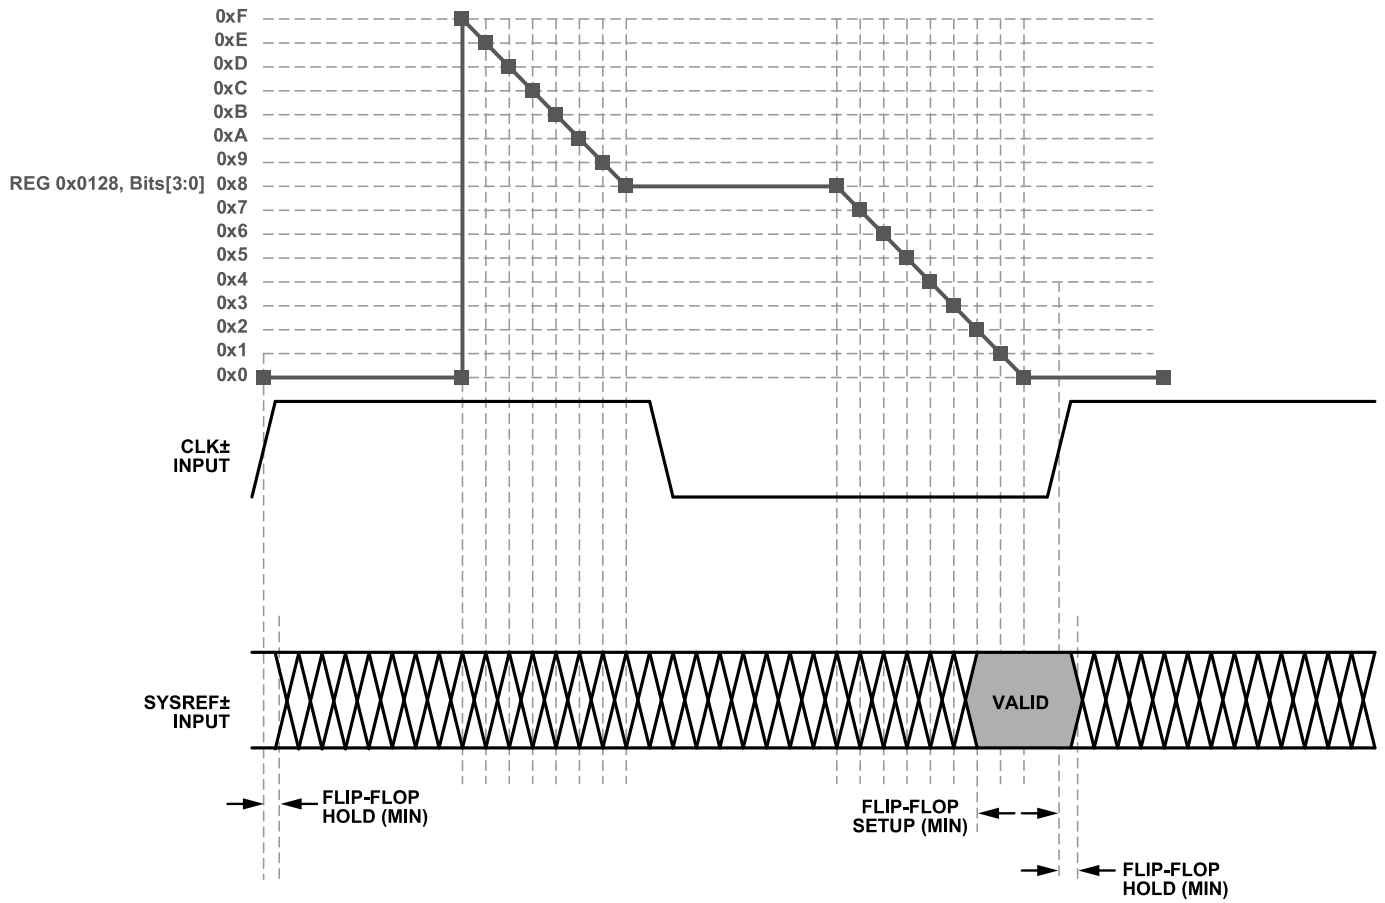 0xF
0xE
0xD
0xC
0xB
0xA
0x9
REG 0x0128, Bits[3:0] 0x8
0x7
0x6
0x5
0x4
0x3
0x2
0x1
0x0
CLK±
INPUT
SYSREF±
INPUT
VALID
FLIP-FLOP
HOLD (MIN)
FLIP-FLOP
SETUP (MIN)
FLIP-FLOP
HOLD (MIN)